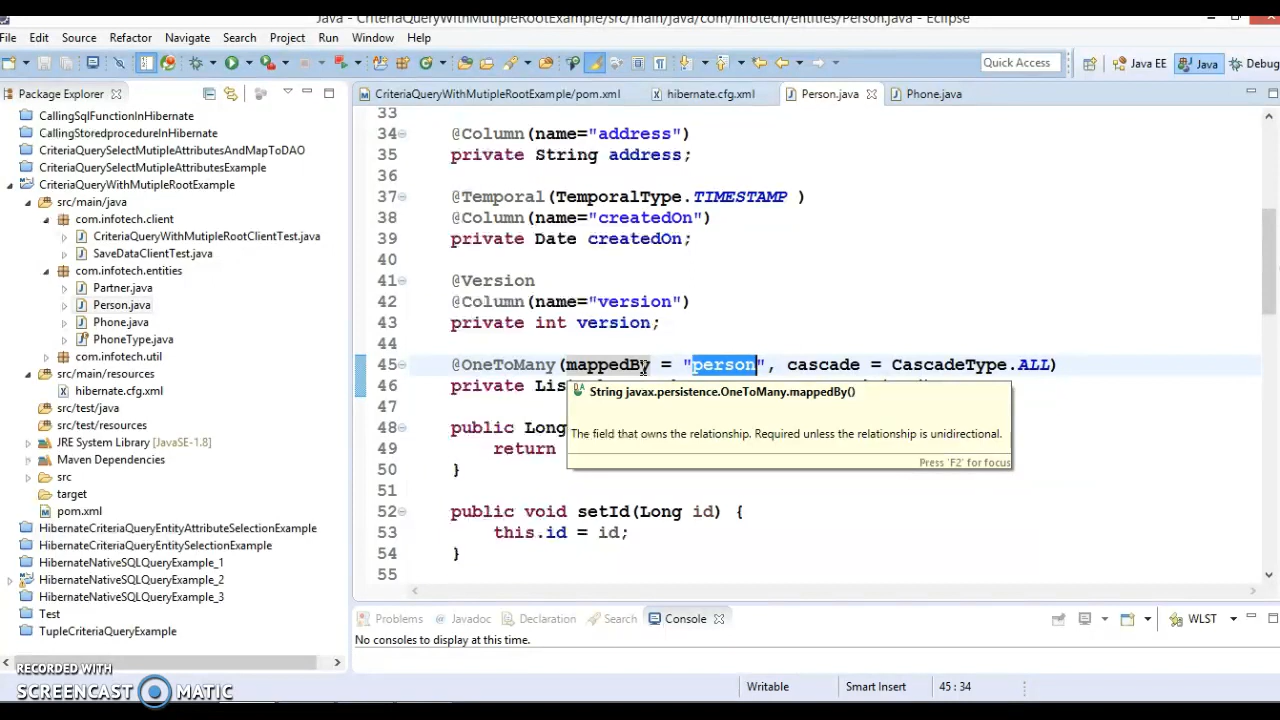 Java - CriteriaQueryWithMutipleRootExample/src/main/java/com/infotech/entities/Person.java - Eclipse
File Edit Source Refactor Navigate Search Project Run Window Help
Quick Access
Java EE
Java
Debug
Package Explorer
CriteriaQueryWithMutipleRootExample/pom.xml
hibernate.cfg.xml
Person.java
Phone.java
CallingSqlFunctionInHibernate
CallingStoredprocedureInHibernate
CriteriaQuerySelectMutipleAttributesAndMapToDAO
CriteriaQuerySelectMutipleAttributesExample
CriteriaQueryWithMutipleRootExample
src/main/java
com.infotech.client
CriteriaQueryWithMutipleRootClientTest.java
SaveDataClientTest.java
com.infotech.entities
Partner.java
Person.java
Phone.java
PhoneType.java
com.infotech.util
src/main/resources
hibernate.cfg.xml
src/test/java
src/test/resources
JRE System Library [JavaSE-1.8]
Maven Dependencies
src
target
pom.xml
HibernateCriteriaQueryEntityAttributeSelectionExample
HibernateCriteriaQueryEntitySelectionExample
HibernateNativeSQLQueryExample_1
HibernateNativeSQLQueryExample_2
HibernateNativeSQLQueryExample_3
Test
TupleCriteriaQueryExample
33
34 @Column(name="address")
35 private String address;
36
37 @Temporal(TemporalType.TIMESTAMP )
38 @Column(name="createdOn")
39 private Date createdOn;
40
41 @Version
42 @Column(name="version")
43 private int version;
44
45 @OneToMany(mappedBy = "person", cascade = CascadeType.ALL)
46 private Lis
String javax.persistence.OneToMany.mappedBy()
47
The field that owns the relationship. Required unless the relationship is unidirectional.
Press 'F2' for focus
48 public Long
49 return
50 }
51
52 public void setId(Long id) {
53 this.id = id;
54 }
55
Problems
Javadoc
Declaration
Search
Console
WLST
No consoles to display at this time.
Writable
Smart Insert
45 : 34
RECORDED WITH
SCREENCAST MATIC